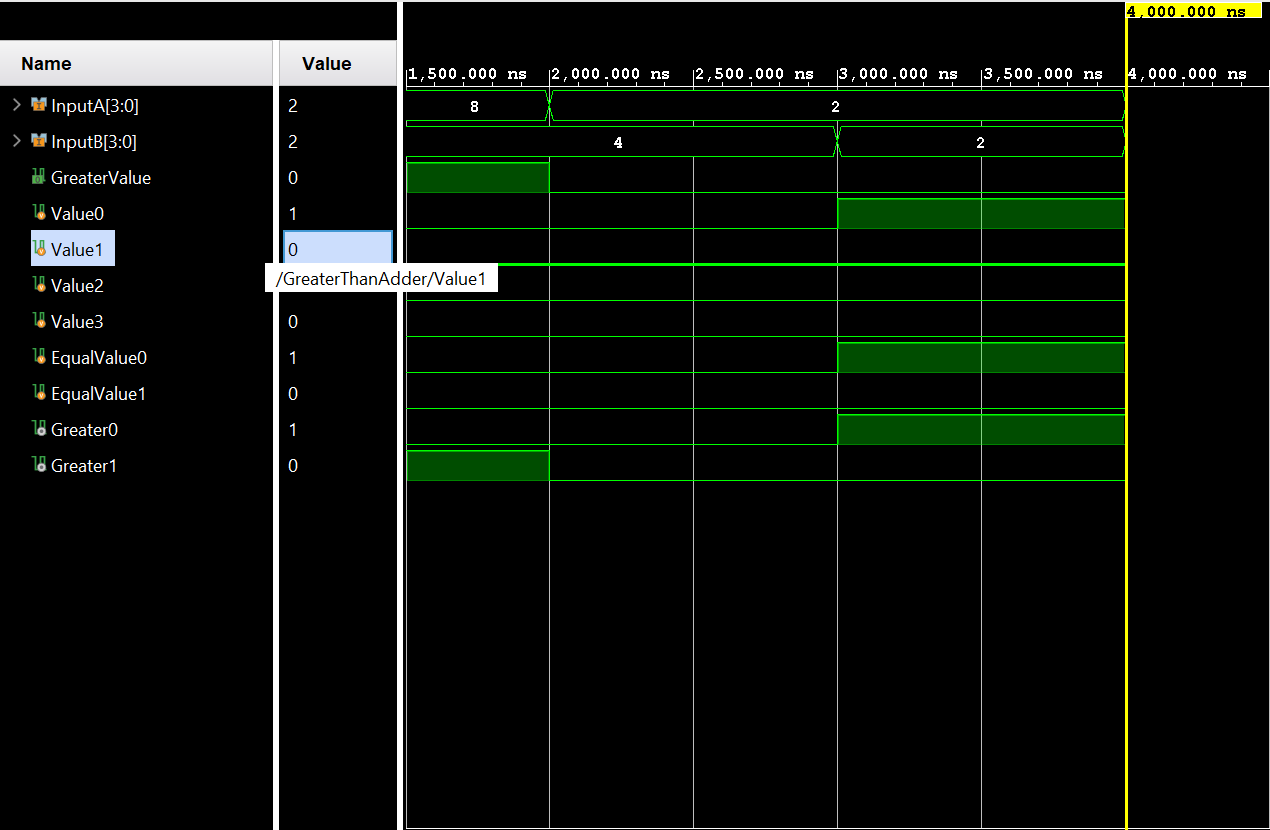 4,000.000 ns
Name Value
1,500.000 ns 2,000.000 ns 2,500.000 ns 3,000.000 ns 3,500.000 ns 4,000.000 ns
InputA[3:0] 2 8 2
InputB[3:0] 2 4 2
GreaterValue 0
Value0 1
Value1 0
/GreaterThanAdder/Value1
Value2
Value3 0
EqualValue0 1
EqualValue1 0
Greater0 1
Greater1 0